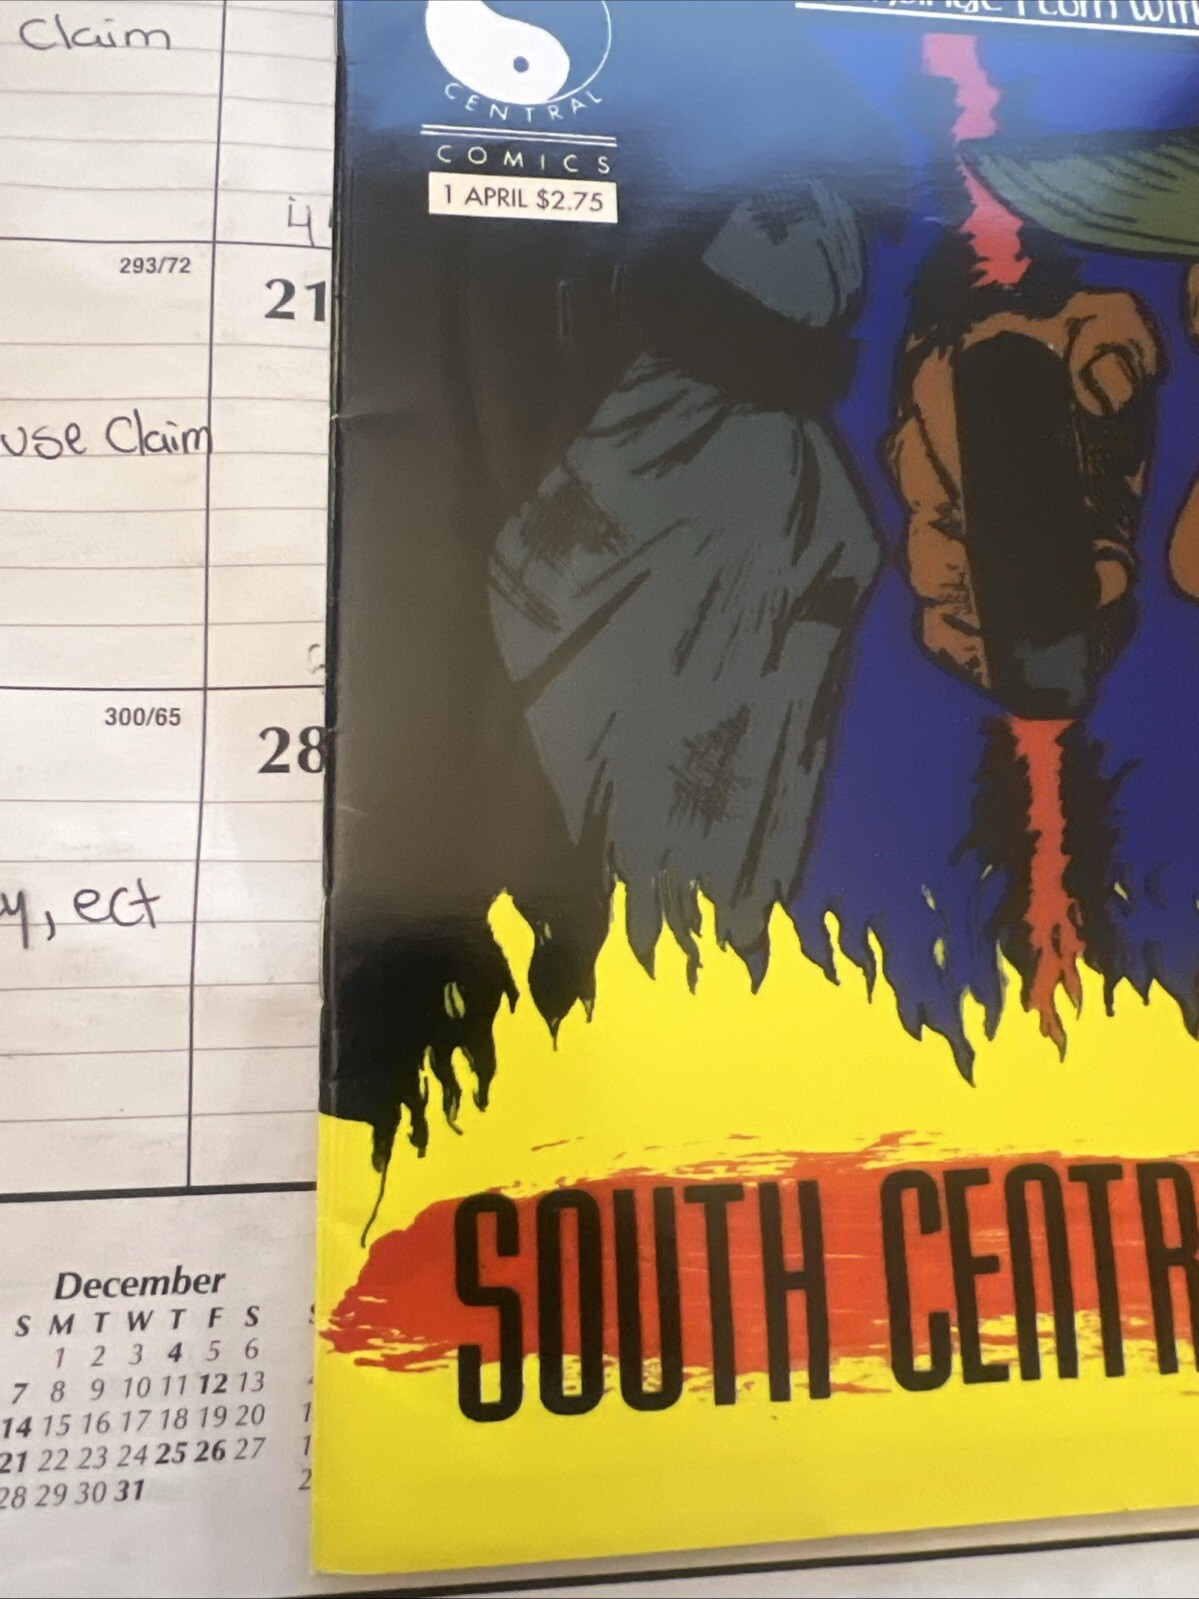 Claim
CENTRAL
COMICS
1 APRIL $2.75
293/72
21
use Claim
300/65
28
y, ect
SOUTH CENTR
December
S M T W T F S
1 2 3 4 5 6
7 8 9 10 11 12 13
14 15 16 17 18 19 20
21 22 23 24 25 26 27
28 29 30 31